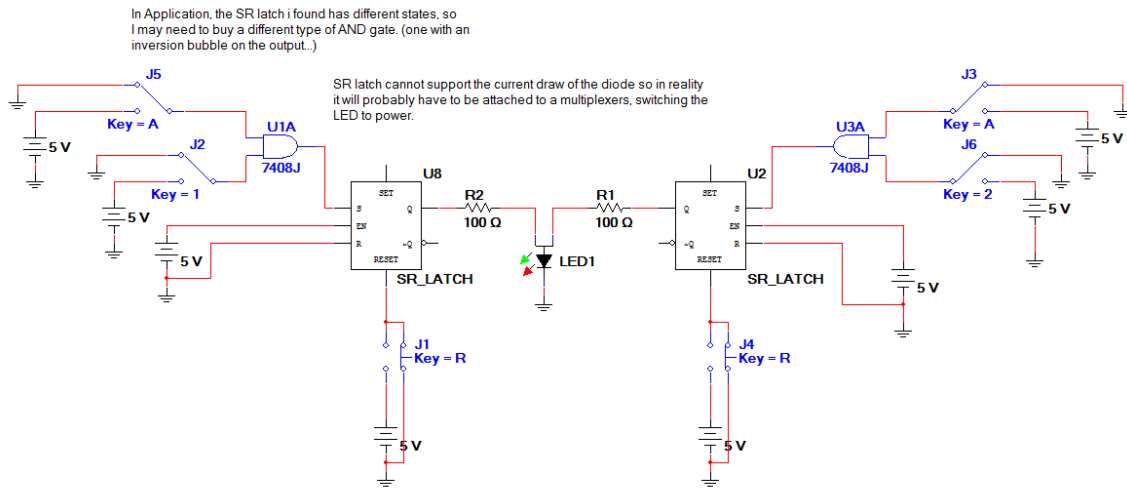 In Application, the SR latch i found has different states, so
I may need to buy a different type of AND gate. (one with an
inversion bubble on the output...)
SR latch cannot support the current draw of the diode so in reality
it will probably have to be attached to a multiplexers, switching the
LED to power.
J5
Key = A
5 V
J2
Key = 1
5 V
U1A
7408J
5 V
U8
SET
S
EN
R
Q
~Q
RESET
SR_LATCH
R2
100 Ω
LED1
R1
100 Ω
U2
SET
Q
~Q
S
EN
R
RESET
SR_LATCH
U3A
7408J
J3
Key = A
5 V
J6
Key = 2
5 V
5 V
J1
Key = R
5 V
J4
Key = R
5 V